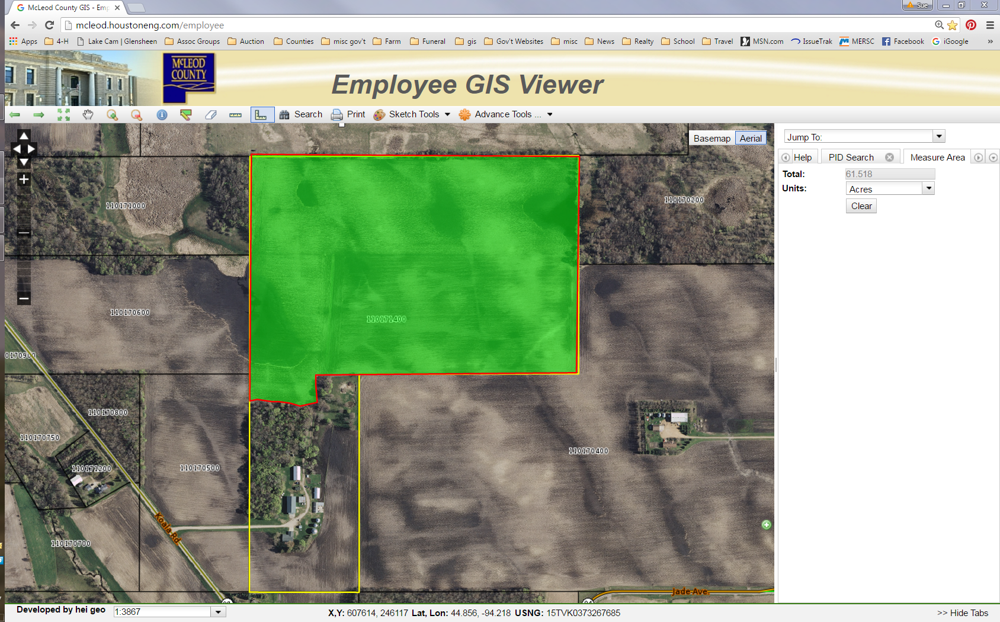 McLeod County GIS - Emp
Sue
mcleod.houstoneng.com/employee
Apps 4-H Lake Cam | Glensheen Assoc Groups Auction Counties misc gov't Farm Funeral gis Gov't Websites misc News Realty School Travel MSN.com IssueTrak MERSC Facebook iGoogle »
McLEOD
COUNTY
Employee GIS Viewer
Search Print Sketch Tools Advance Tools ...
Basemap Aerial
Jump To:
Help PID Search Measure Area
Total: 61.518
Units: Acres
Clear
110171000
110170200
110170600
110171400
0170900
110170800
110170750
110170400
110171200
110170500
Koala Rd
110170700
Jade Ave.
Developed by hei geo 1:3867 X,Y: 607614, 246117 Lat, Lon: 44.856, -94.218 USNG: 15TVK0373267685 >> Hide Tabs